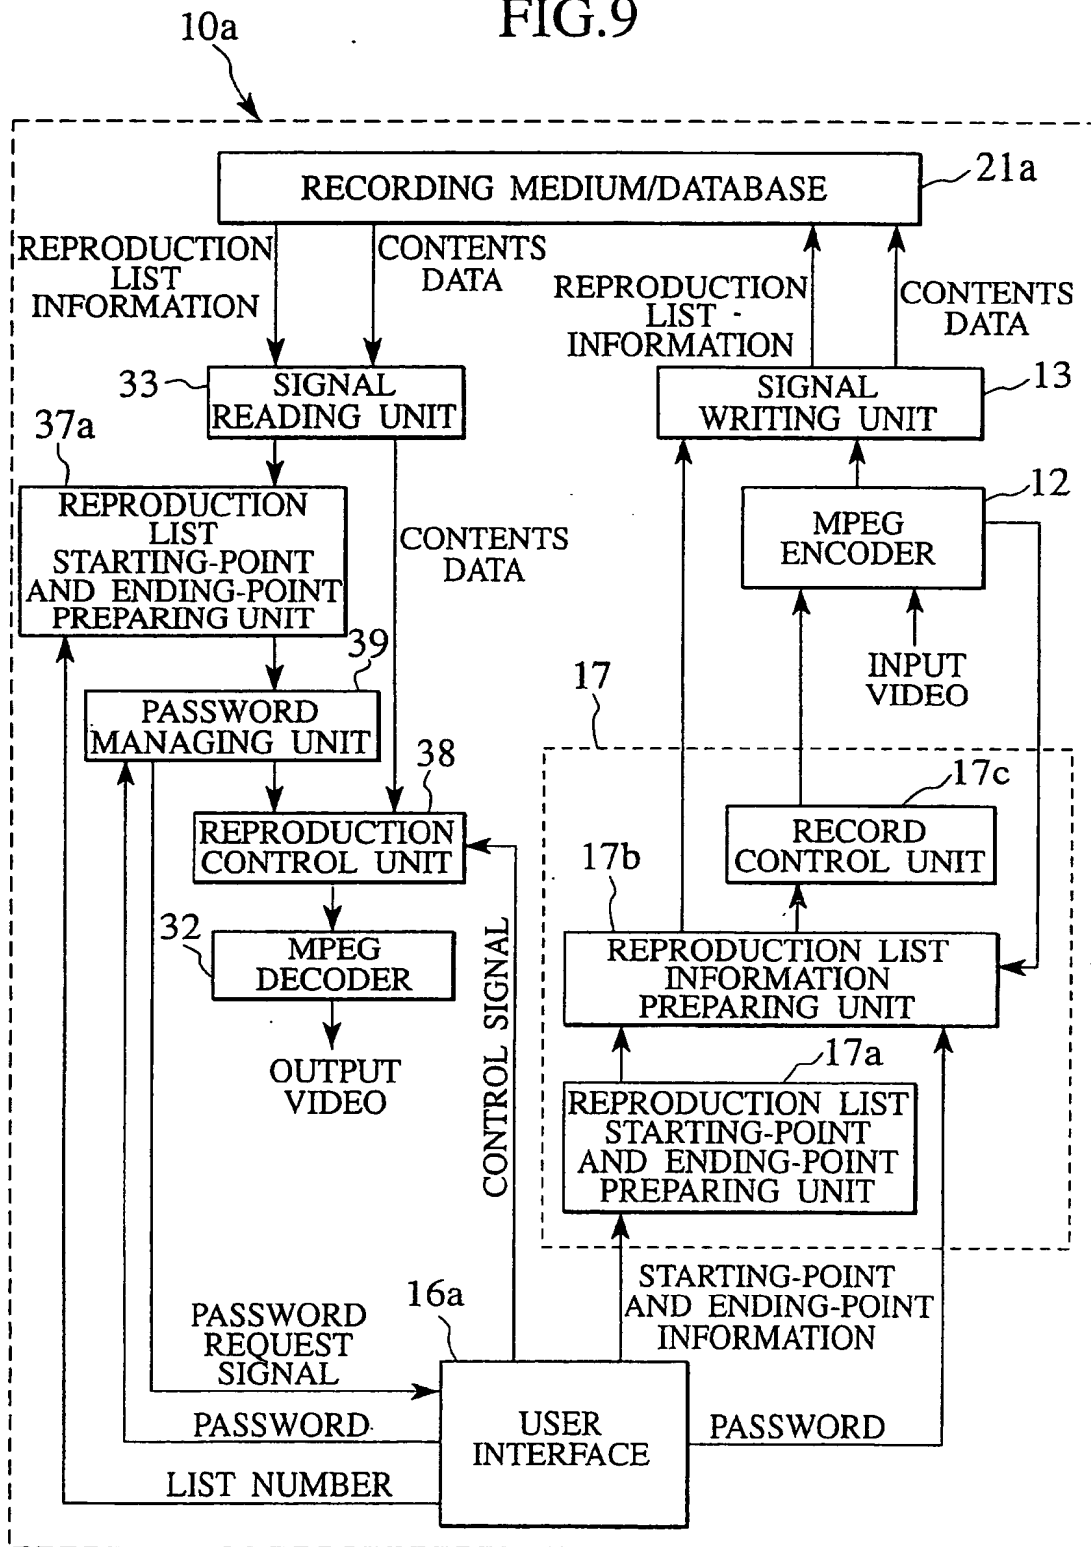 FIG.9
10a
RECORDING MEDIUM/DATABASE
21a
REPRODUCTION
LIST
INFORMATION
CONTENTS
DATA
REPRODUCTION
LIST
INFORMATION
CONTENTS
DATA
33
SIGNAL
READING UNIT
SIGNAL
WRITING UNIT
13
37a
REPRODUCTION
LIST
STARTING-POINT
AND ENDING-POINT
PREPARING UNIT
CONTENTS
DATA
MPEG
ENCODER
12
INPUT
VIDEO
39
PASSWORD
MANAGING UNIT
17
38
REPRODUCTION
CONTROL UNIT
17c
RECORD
CONTROL UNIT
17b
REPRODUCTION LIST
INFORMATION
PREPARING UNIT
32
MPEG
DECODER
OUTPUT
VIDEO
CONTROL SIGNAL
17a
REPRODUCTION LIST
STARTING-POINT
AND ENDING-POINT
PREPARING UNIT
STARTING-POINT
AND ENDING-POINT
INFORMATION
16a
PASSWORD
REQUEST
SIGNAL
PASSWORD
LIST NUMBER
USER
INTERFACE
PASSWORD